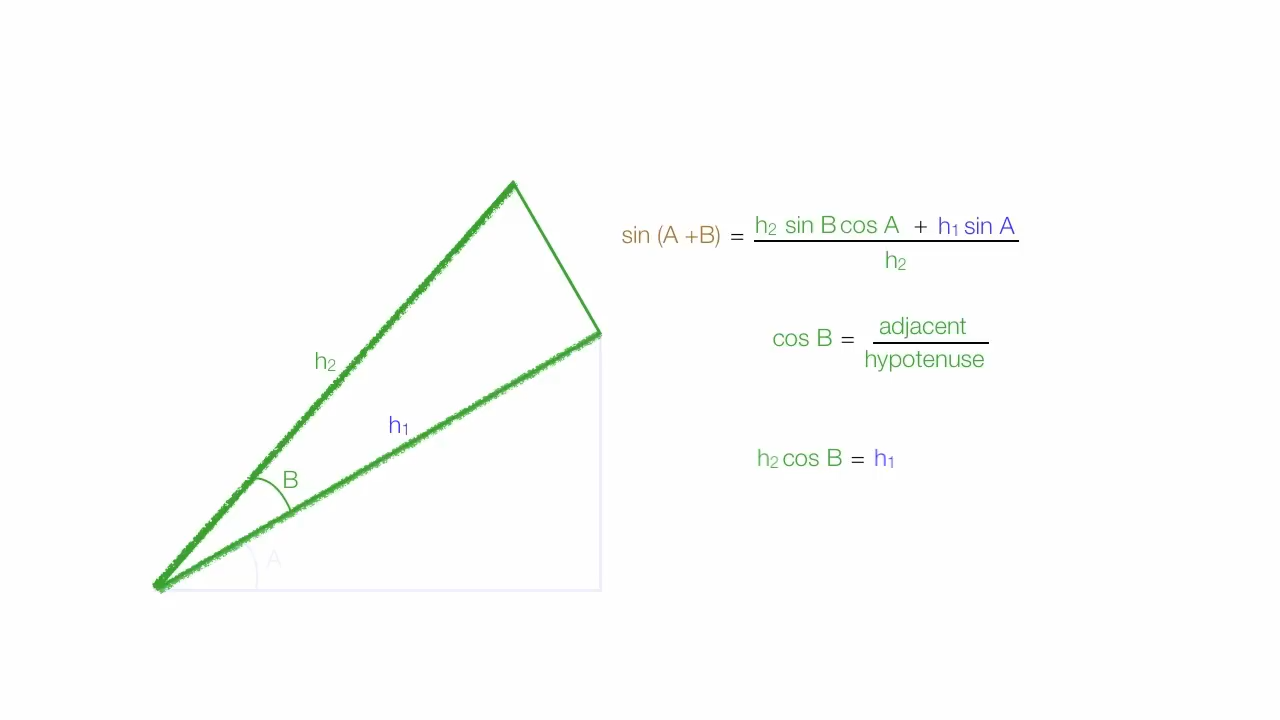 sin (A +B) = h₂ sin B cos A + h₁ sin A
h₂
cos B = adjacent
hypotenuse
h₂
h₁
h₂ cos B = h₁
B
A